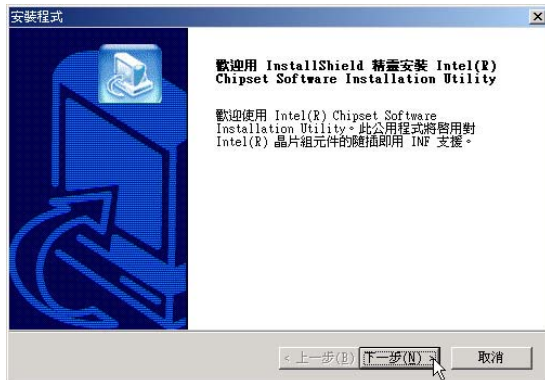 安裝程式
歡迎用 InstallShield 精靈安裝 Intel(R)
Chipset Software Installation Utility
歡迎使用 Intel(R) Chipset Software
Installation Utility。此公用程式將啓用對
Intel(R) 晶片組元件的隨插即用 INF 支援。
< 上一步(B) 下一步(N) > 取消